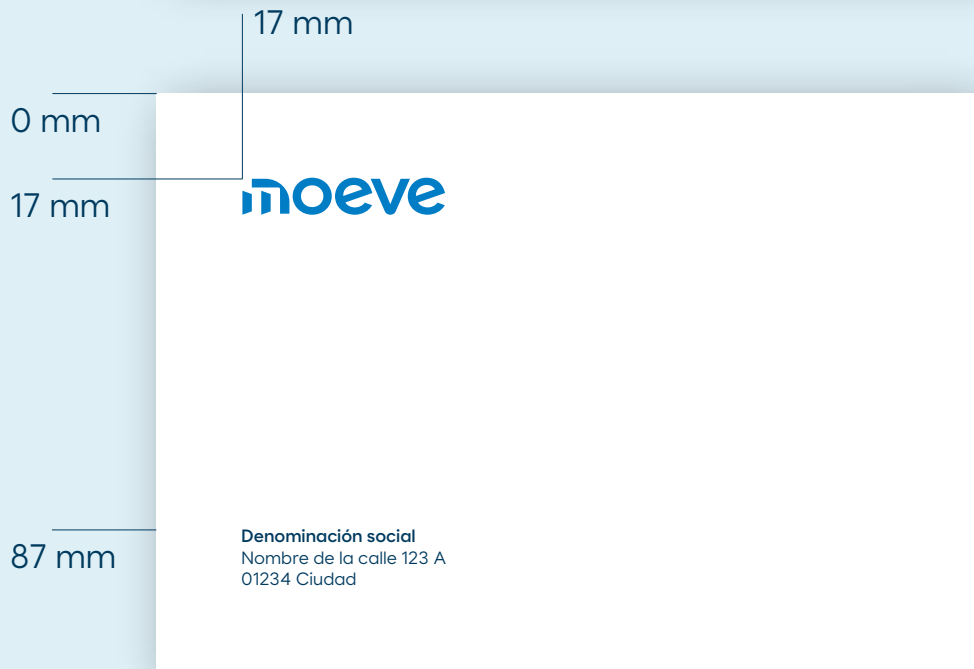 17 mm
0 mm
17 mm
moeve
87 mm
Denominación social
Nombre de la calle 123 A
01234 Ciudad